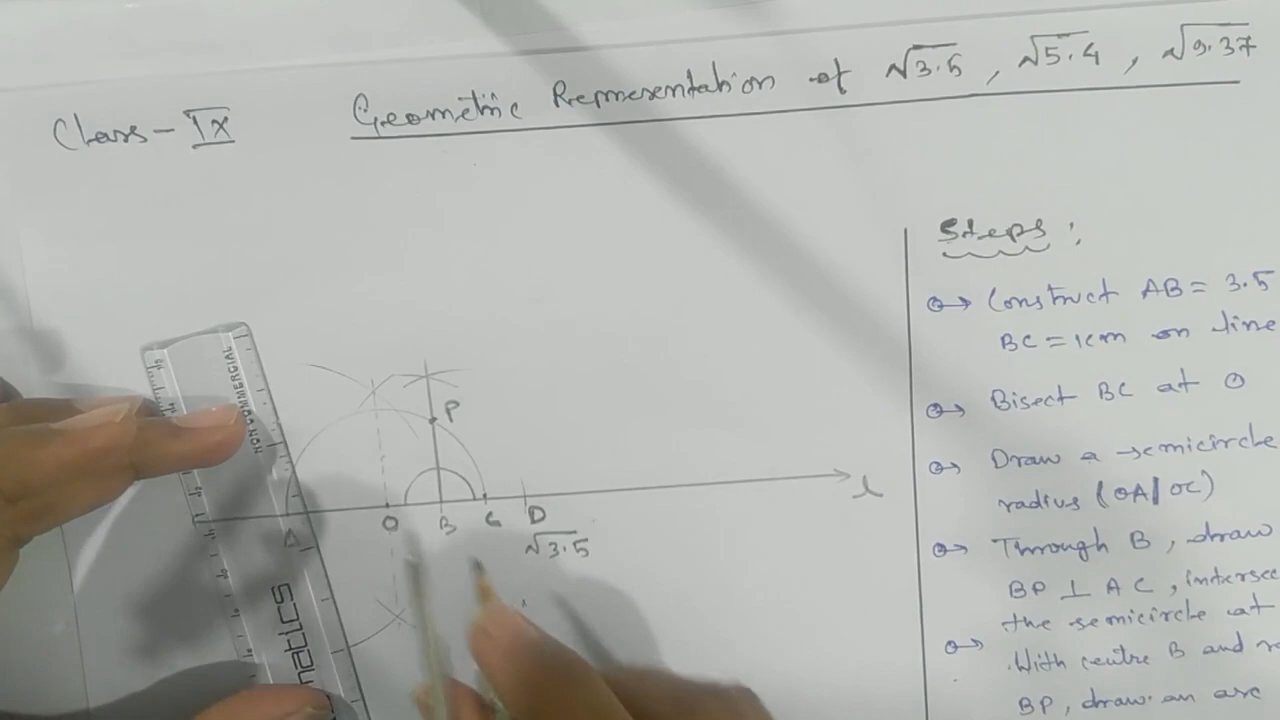 Class - IX
Geometric Representation of √3.5, √5.4, √9.37
Steps:
Construct AB = 3.5
BC = 1cm on line
Bisect BC at O
Draw a semicircle
radius (OA/OC)
Through B, draw
BP ⊥ AC, intersec
the semicircle at
With centre B and
BP, draw an arc
NON COMMERCIAL
matics
P
A O B C D l
√3.5